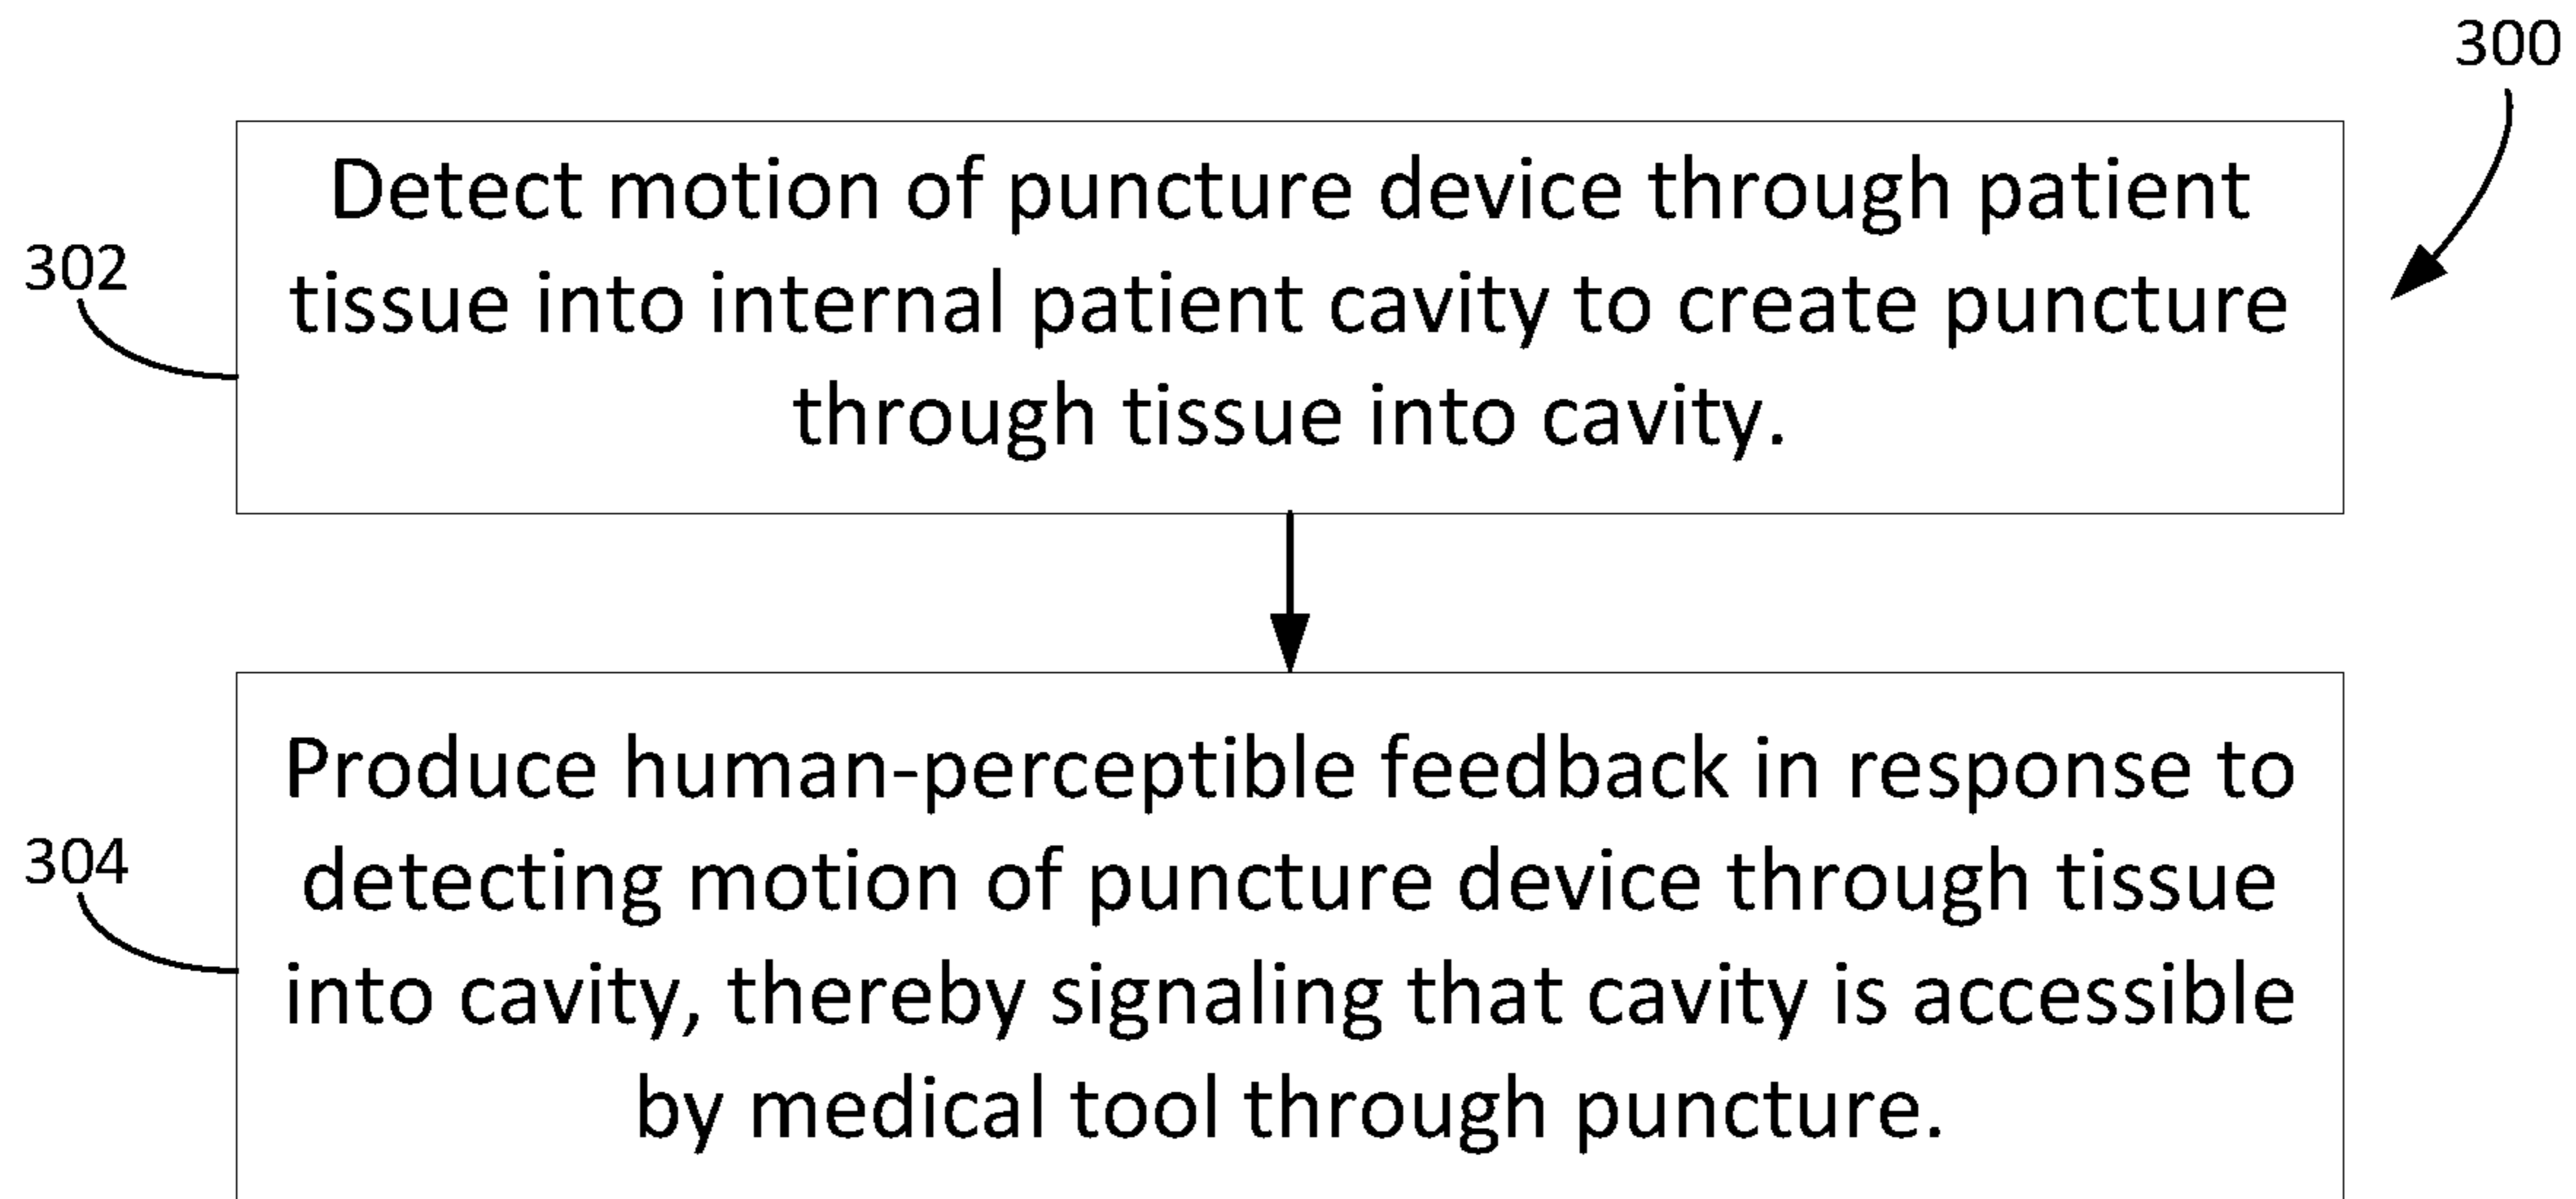 300
Detect motion of puncture device through patient
302
tissue into internal patient cavity to create puncture
through tissue into cavity.
Produce human-perceptible feedback in response to
304
detecting motion of puncture device through tissue
into cavity, thereby signaling that cavity is accessible
by medical tool through puncture.